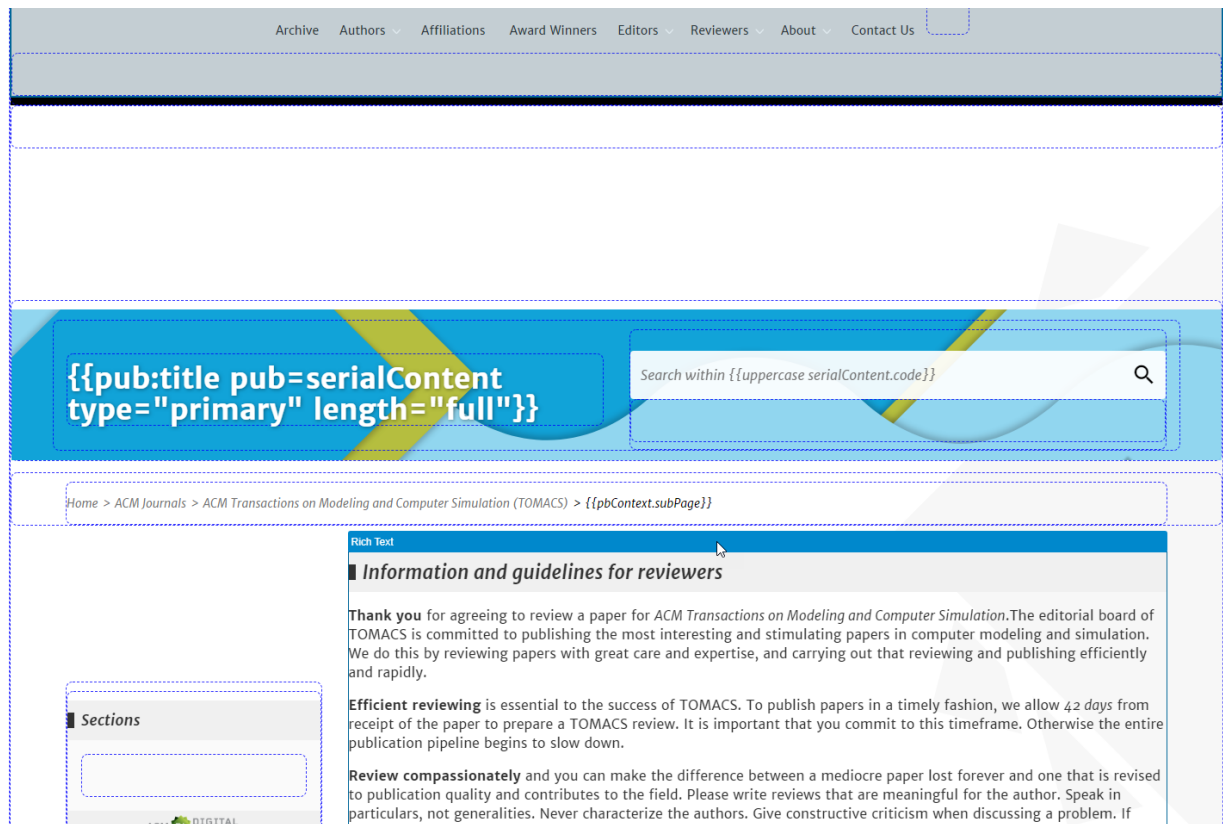 Archive Authors Affiliations Award Winners Editors Reviewers About Contact Us
{{pub:title pub=serialContent
type="primary" length="full"}}
Search within {{uppercase serialContent.code}}
Home > ACM Journals > ACM Transactions on Modeling and Computer Simulation (TOMACS) > {{pbContext.subPage}}
Rich Text
Information and guidelines for reviewers
Thank you for agreeing to review a paper for ACM Transactions on Modeling and Computer Simulation.The editorial board of
TOMACS is committed to publishing the most interesting and stimulating papers in computer modeling and simulation.
We do this by reviewing papers with great care and expertise, and carrying out that reviewing and publishing efficiently
and rapidly.
Efficient reviewing is essential to the success of TOMACS. To publish papers in a timely fashion, we allow 42 days from
receipt of the paper to prepare a TOMACS review. It is important that you commit to this timeframe. Otherwise the entire
publication pipeline begins to slow down.
Review compassionately and you can make the difference between a mediocre paper lost forever and one that is revised
to publication quality and contributes to the field. Please write reviews that are meaningful for the author. Speak in
particulars, not generalities. Never characterize the authors. Give constructive criticism when discussing a problem. If
Sections
DIGITAL